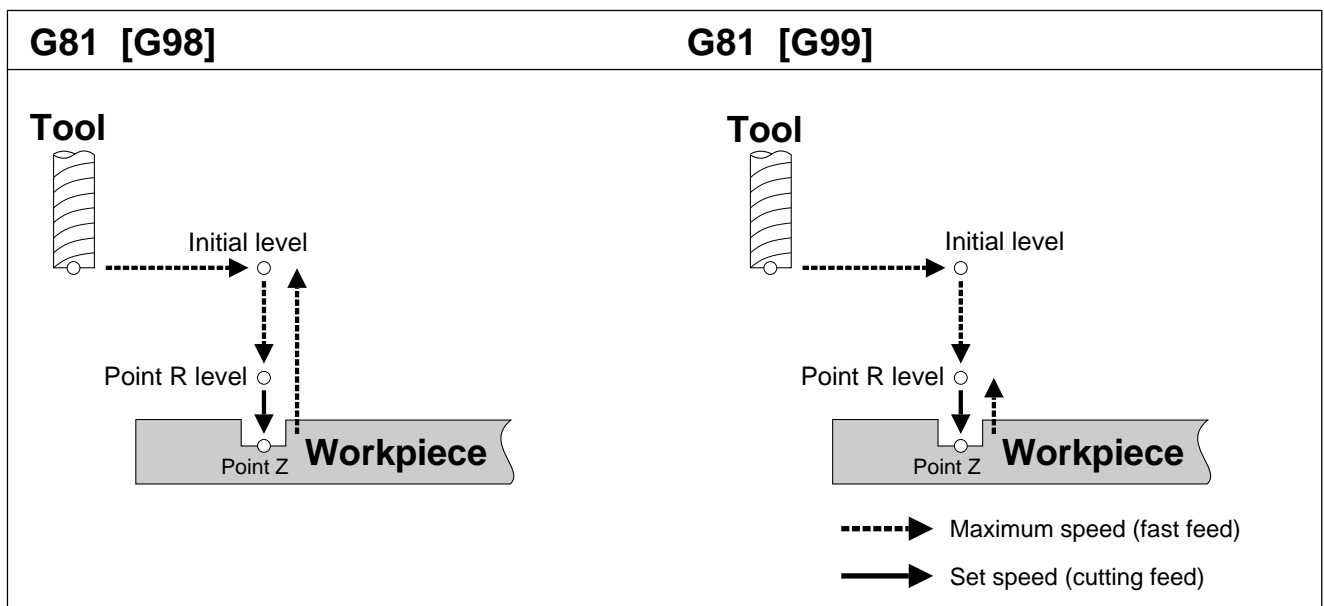 G81 [G98]
G81 [G99]
Tool
Initial level
Point R level
Point Z
Workpiece
Tool
Initial level
Point R level
Point Z
Workpiece
Maximum speed (fast feed)
Set speed (cutting feed)